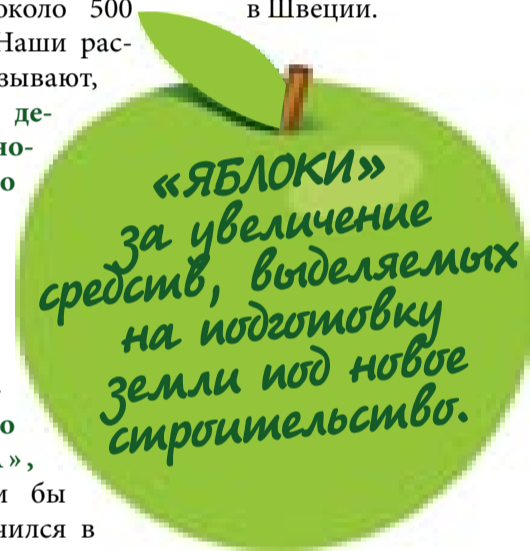 около 500
Наши рас-
зывают,
де-
но-
о
о
»,
и бы
чился в
в Швеции.
«ЯБЛОКИ»
за увеличение
средств, выделяемых
на подготовку
земли под новое
строительство.